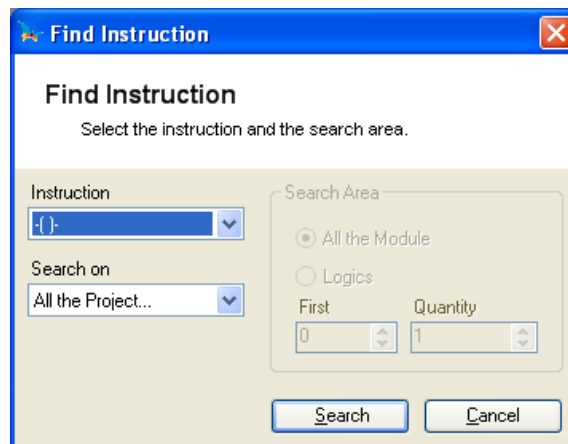 Find Instruction
Find Instruction
Select the instruction and the search area.
Instruction
-( )-
Search on
All the Project...
Search Area
All the Module
Logics
First Quantity
0 1
Search Cancel